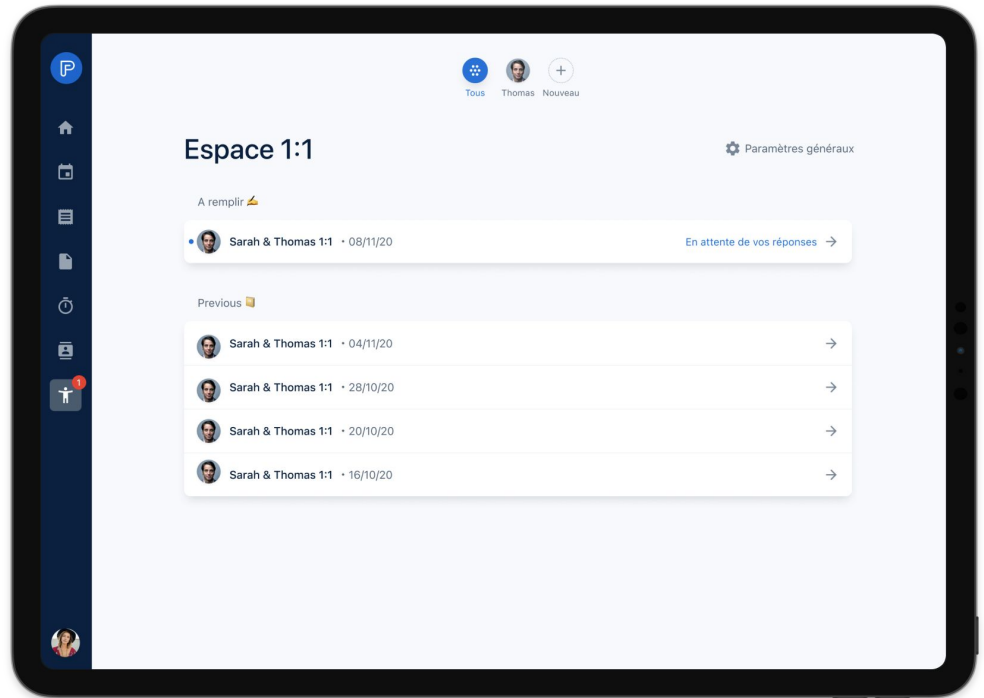 Tous Thomas Nouveau
Espace 1:1
Paramètres généraux
A remplir ✍️
Sarah & Thomas 1:1 • 08/11/20
En attente de vos réponses →
Previous 📒
Sarah & Thomas 1:1 • 04/11/20 →
Sarah & Thomas 1:1 • 28/10/20 →
Sarah & Thomas 1:1 • 20/10/20 →
Sarah & Thomas 1:1 • 16/10/20 →
1